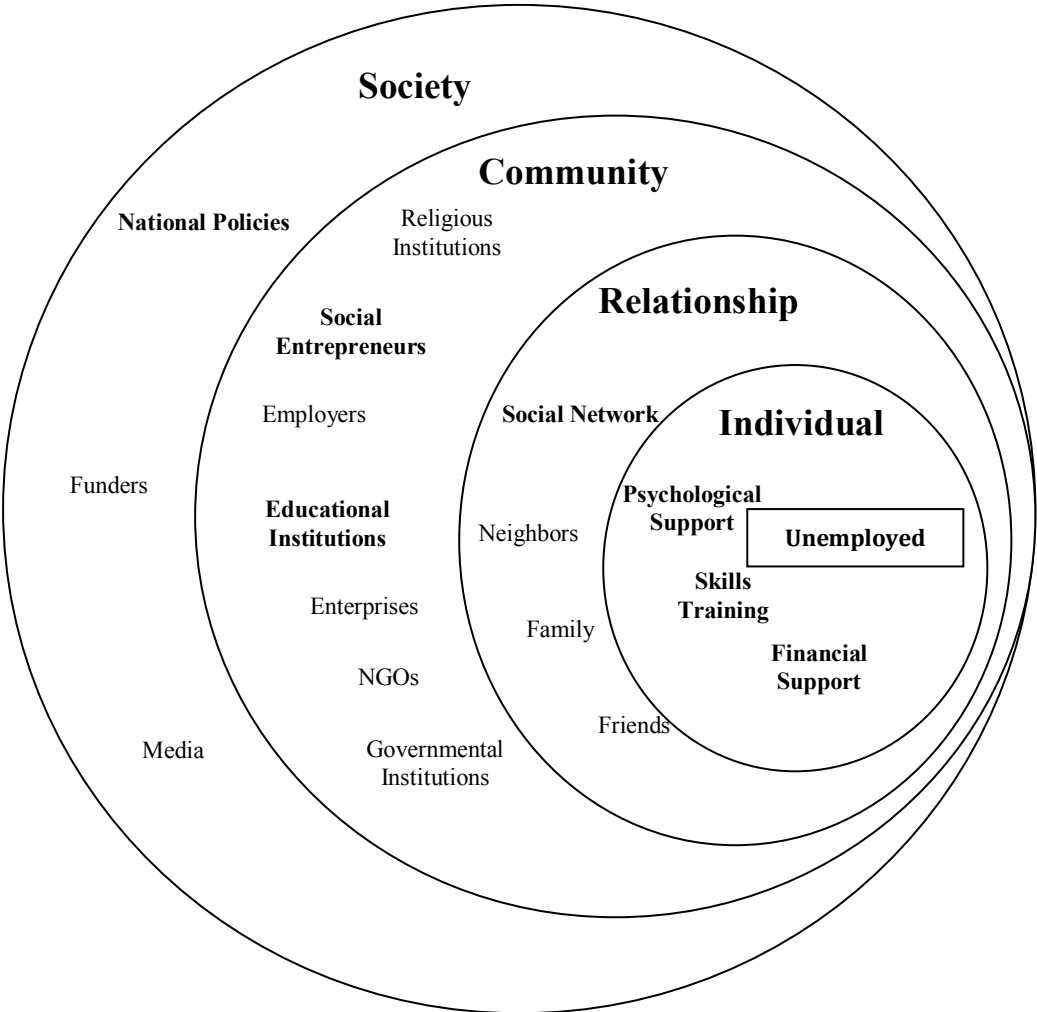 Society
Community
National Policies
Religious
Institutions
Relationship
Social
Entrepreneurs
Employers
Social Network
Individual
Funders
Psychological
Support
Educational
Institutions
Neighbors
Unemployed
Skills
Training
Enterprises
Family
Financial
Support
NGOs
Friends
Media
Governmental
Institutions